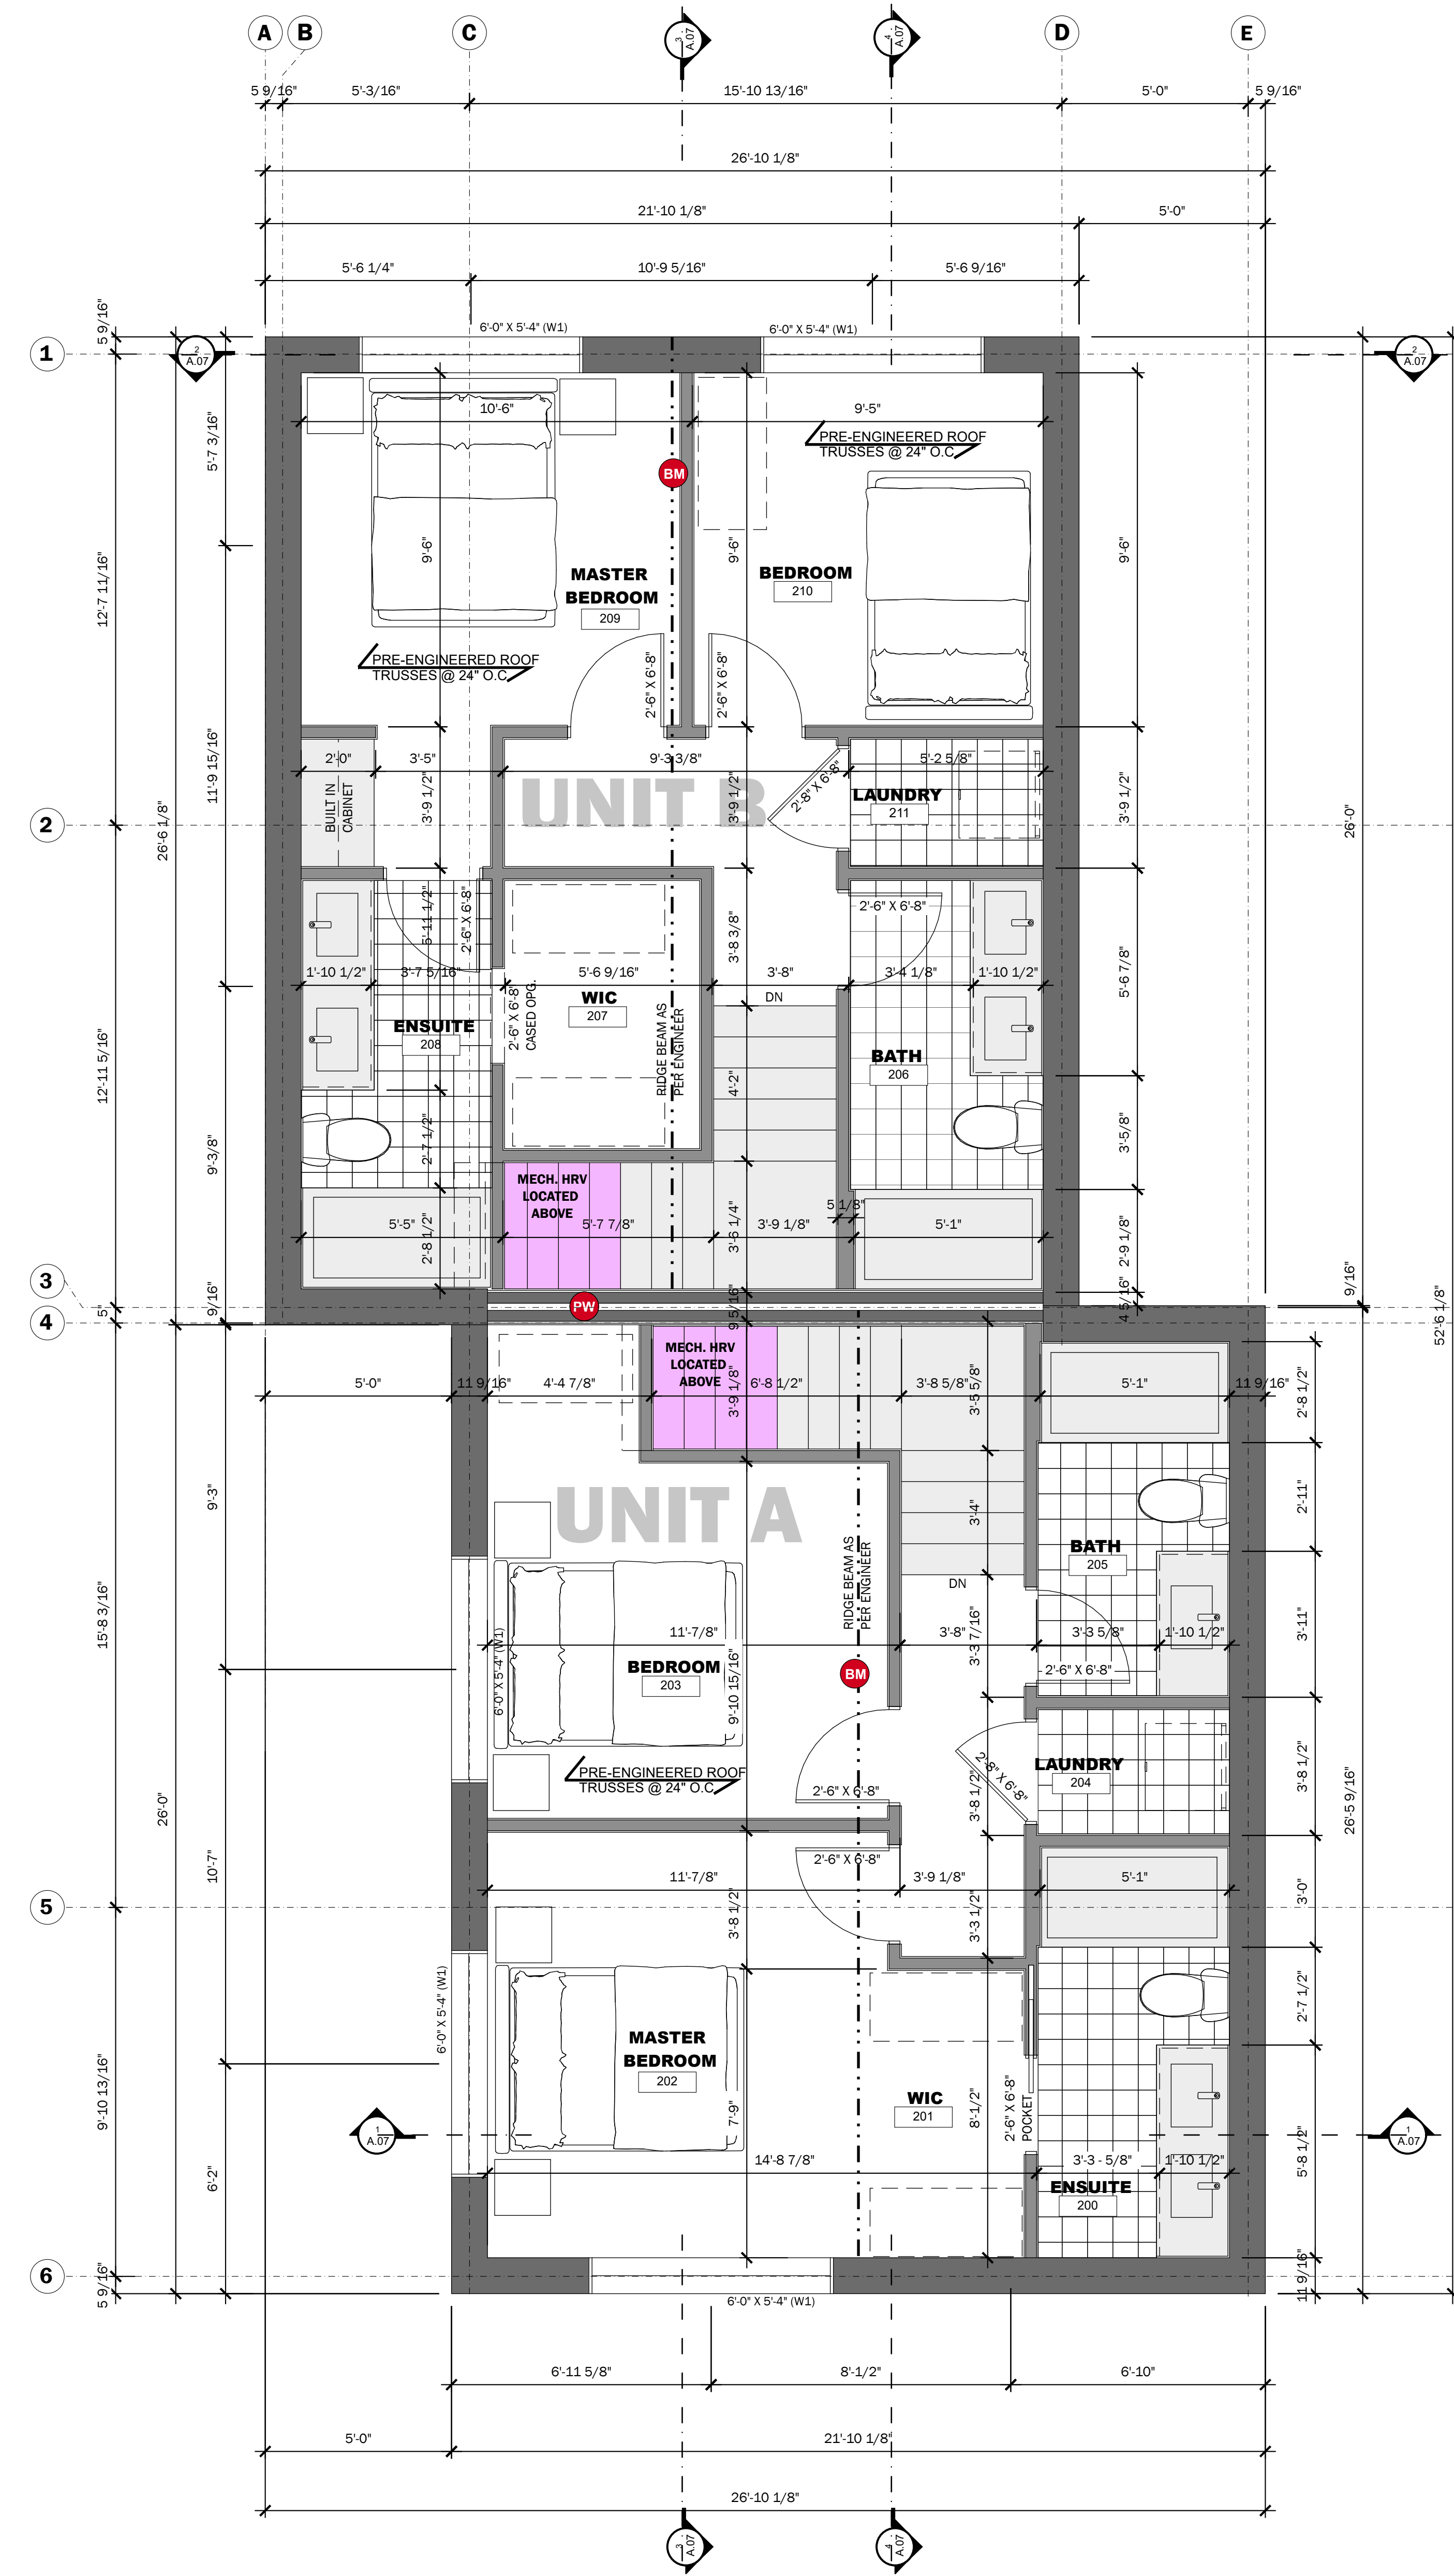 A B C D E
3
A.07
4
A.07
5 9/16" 5'-3/16" 15'-10 13/16" 5'-0" 5 9/16"
26'-10 1/8"
21'-10 1/8" 5'-0"
5'-6 1/4" 10'-9 5/16" 5'-6 9/16"
6'-0" X 5'-4" (W1) 6'-0" X 5'-4" (W1)
5 9/16"
1
2
A.07
2
A.07
10'-6" 9'-5"
5'-7 3/16"
PRE-ENGINEERED ROOF
TRUSSES @ 24" O.C.
BM
9'-6" 9'-6" 9'-6"
12'-7 11/16"
MASTER
BEDROOM
209
BEDROOM
210
PRE-ENGINEERED ROOF
TRUSSES @ 24" O.C.
2'-6" X 6'-8" 2'-6" X 6'-8"
11'-9 15/16"
2'-0" 3'-5" 9'-3 3/8" 5'-2 5/8"
2'-8" X 6'-8"
BUILT IN
CABINET
3'-9 1/2" 3'-9 1/2" 3'-9 1/2"
UNIT B
LAUNDRY
211
2
26'-6 1/8"
26'-0"
2'-6" X 6'-8"
5'-11 1/2"
2'-6" X 6'-8"
3'-8 3/8"
5'-6 7/8"
1'-10 1/2" 3'-7 5/16" 5'-6 9/16" 3'-8" 3'-4 1/8" 1'-10 1/2"
WIC
207
DN
ENSUITE
208
2'-6" X 6'-8"
CASED OPG.
RIDGE BEAM AS
PER ENGINEER
BATH
206
4'-2"
12'-11 5/16"
9'-3/8"
2'-7 1/2"
3'-5/8"
MECH. HRV
LOCATED
ABOVE
5 1/8"
5'-5" 5'-7 7/8" 3'-9 1/8" 5'-1"
2'-8 1/2" 3'-6 1/4" 2'-9 1/8"
3
4
5"
9/16"
PW
9 5/16"
4 5/16"
9/16"
52'-6 1/8"
MECH. HRV
LOCATED
ABOVE
5'-0" 11 9/16" 4'-4 7/8" 6'-8 1/2" 3'-8 5/8" 5'-1" 11 9/16"
3'-9 1/8" 3'-5 5/8" 2'-8 1/2"
9'-3"
UNIT A
3'-4"
2'-11"
BATH
205
RIDGE BEAM AS
PER ENGINEER
DN
15'-8 3/16"
11'-7/8" 3'-8" 3'-3 5/8" 1'-10 1/2"
3'-3 7/16"
3'-11"
6'-0" X 5'-4" (W1)
BEDROOM
203
9'-10 15/16"
BM
2'-6" X 6'-8"
PRE-ENGINEERED ROOF
TRUSSES @ 24" O.C.
2'-6" X 6'-8"
2'-8" X 6'-8"
LAUNDRY
204
3'-8 1/2" 3'-8 1/2"
26'-0"
26'-5 9/16"
10'-7"
2'-6" X 6'-8"
11'-7/8" 3'-9 1/8" 5'-1"
5
3'-8 1/2" 3'-3 1/2" 3'-0"
6'-0" X 5'-4" (W1)
2'-7 1/2"
MASTER
BEDROOM
202
7'-9"
WIC
201
8'-1/2"
2'-6" X 6'-8"
POCKET
9'-10 13/16"
1
A.07
1
A.07
5'-8 1/2"
6'-2"
14'-8 7/8" 3'-3 - 5/8" 1'-10 1/2"
ENSUITE
200
6
5 9/16"
11 9/16"
6'-0" X 5'-4" (W1)
6'-11 5/8" 8'-1/2" 6'-10"
5'-0" 21'-10 1/8"
26'-10 1/8"
3
A.07
4
A.07